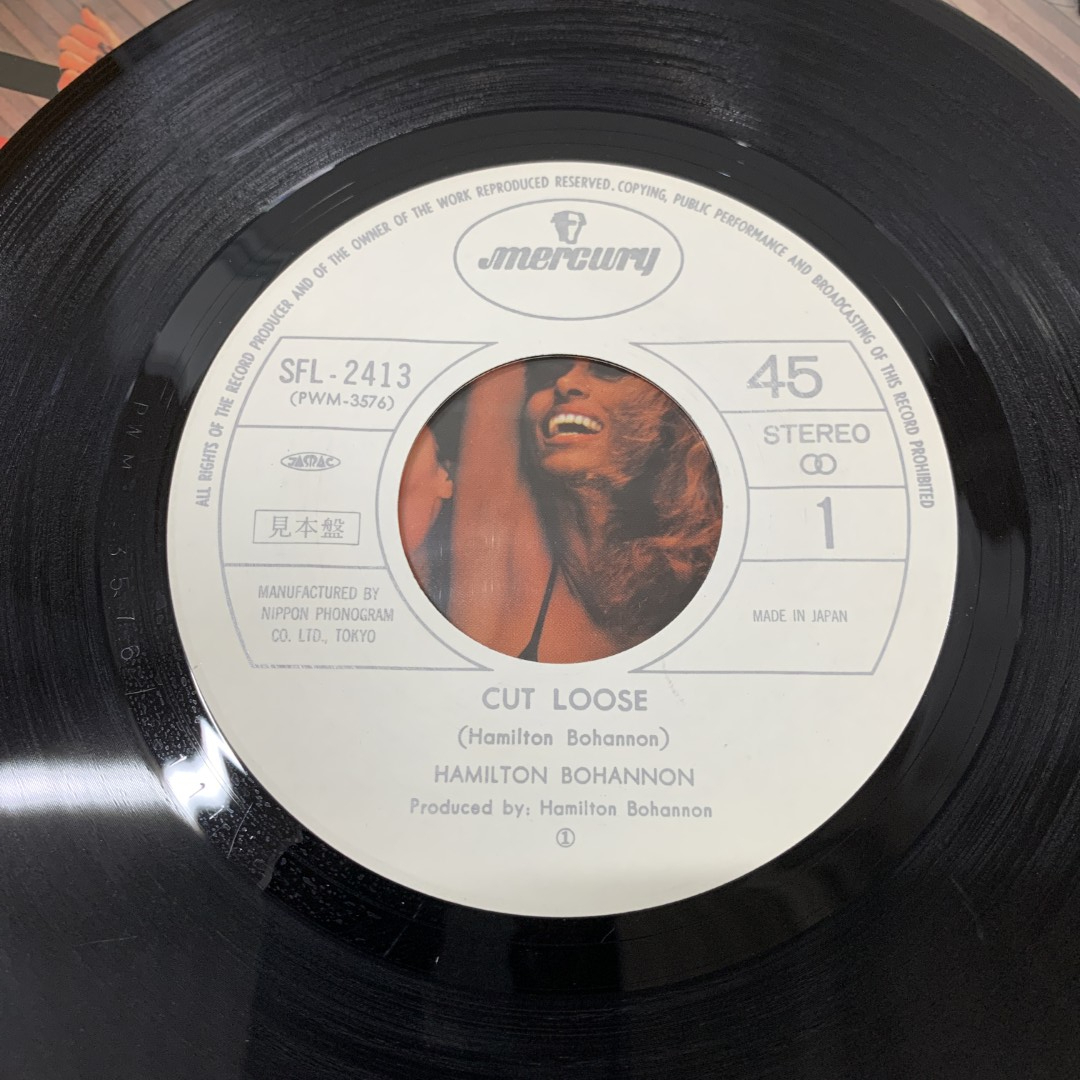 ALL RIGHTS OF THE RECORD PRODUCER AND OF THE OWNER OF THE WORK REPRODUCED RESERVED. COPYING, PUBLIC PERFORMANCE AND BROADCASTING OF THIS RECORD PROHIBITED
mercury
SFL-2413
(PWM-3576)
45
STEREO
JASRAC
見本盤
1
MANUFACTURED BY
NIPPON PHONOGRAM
CO. LTD., TOKYO
MADE IN JAPAN
CUT LOOSE
(Hamilton Bohannon)
HAMILTON BOHANNON
Produced by: Hamilton Bohannon
①